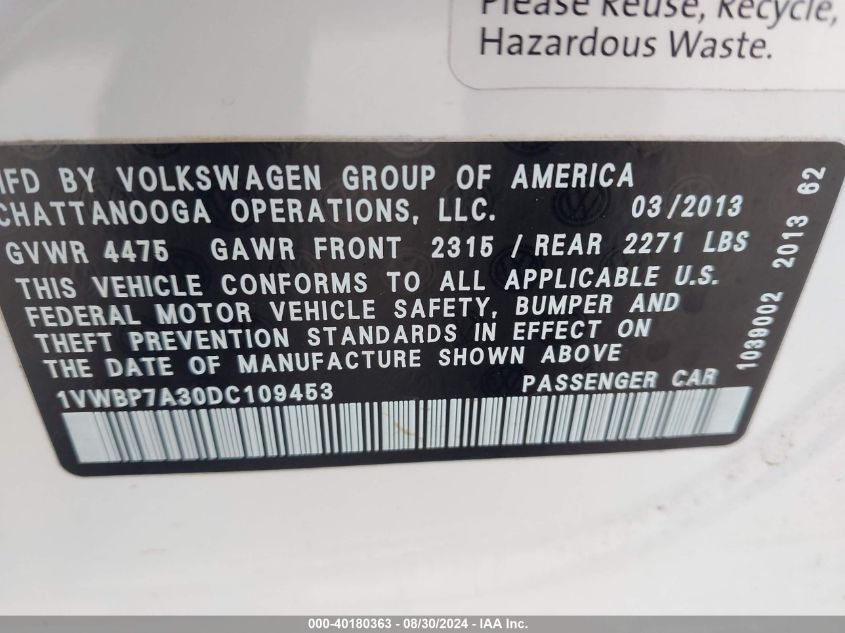 Please Reuse, Recycle,
Hazardous Waste.
MFD BY VOLKSWAGEN GROUP OF AMERICA
CHATTANOOGA OPERATIONS, LLC. 03/2013
GVWR 4475 GAWR FRONT 2315 / REAR 2271 LBS
THIS VEHICLE CONFORMS TO ALL APPLICABLE U.S.
FEDERAL MOTOR VEHICLE SAFETY, BUMPER AND
THEFT PREVENTION STANDARDS IN EFFECT ON
THE DATE OF MANUFACTURE SHOWN ABOVE
1VWBP7A30DC109453 PASSENGER CAR
1039002 2013 62
000-40180363 - 08/30/2024 - IAA Inc.